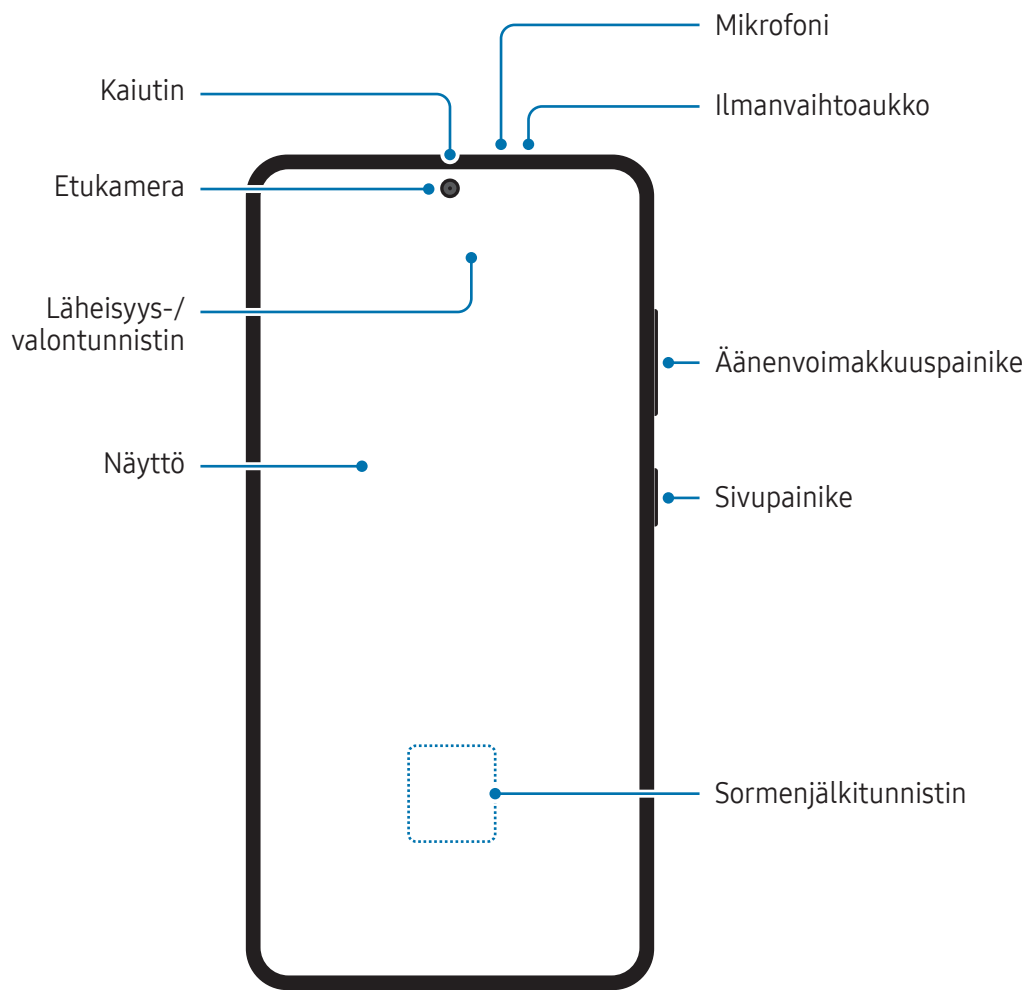 Mikrofoni
Kaiutin
Ilmanvaihtoaukko
Etukamera
Läheisyys-/
valontunnistin
Äänenvoimakkuuspainike
Näyttö
Sivupainike
Sormenjälkitunnistin